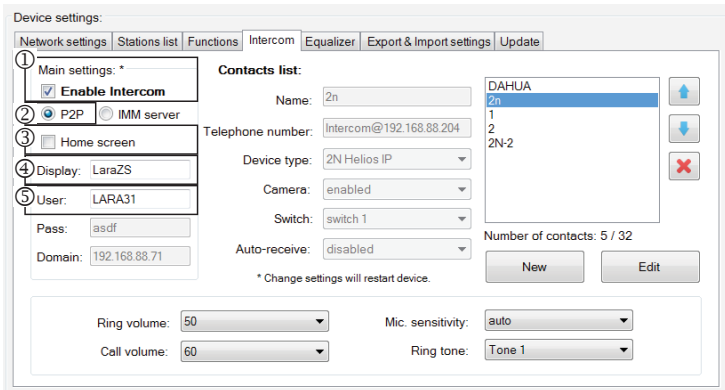 Device settings:
Network settings Stations list Functions Intercom Equalizer Export & Import settings Update
① Main settings: *
Enable Intercom
② P2P IMM server
③ Home screen
④ Display: LaraZS
⑤ User: LARA31
Pass: asdf
Domain: 192.168.88.71
Contacts list:
Name: 2n
Telephone number: Intercom@192.168.88.204
Device type: 2N Helios IP
Camera: enabled
Switch: switch 1
Auto-receive: disabled
* Change settings will restart device.
DAHUA
2n
1
2
2N-2
Number of contacts: 5 / 32
New Edit
Ring volume: 50 Mic. sensitivity: auto
Call volume: 60 Ring tone: Tone 1